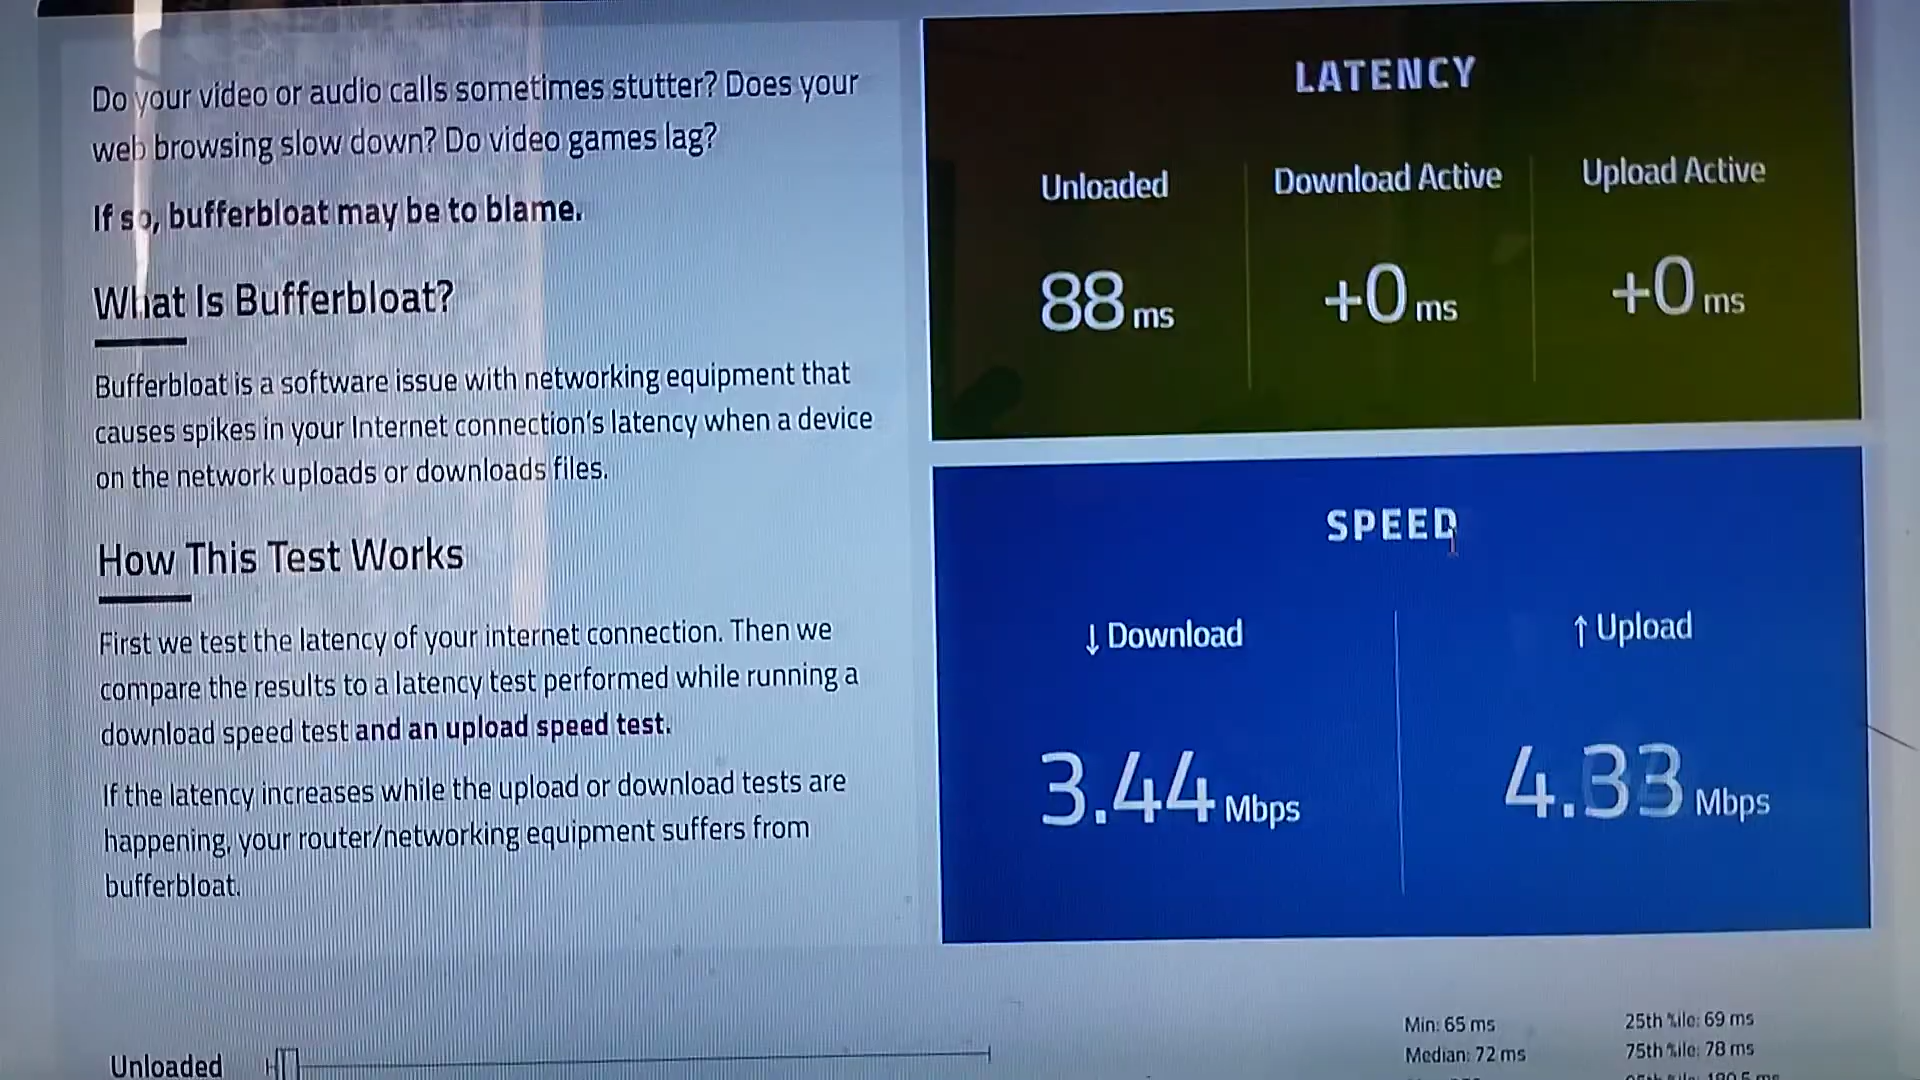 Do your video or audio calls sometimes stutter? Does your
web browsing slow down? Do video games lag?
If so, bufferbloat may be to blame.
What Is Bufferbloat?
Bufferbloat is a software issue with networking equipment that
causes spikes in your Internet connection's latency when a device
on the network uploads or downloads files.
How This Test Works
First we test the latency of your internet connection. Then we
compare the results to a latency test performed while running a
download speed test and an upload speed test.
If the latency increases while the upload or download tests are
happening, your router/networking equipment suffers from
bufferbloat.
LATENCY
Unloaded
Download Active
Upload Active
88 ms
+0 ms
+0 ms
SPEED
↓ Download
↑ Upload
3.44 Mbps
4.33 Mbps
Unloaded
Min: 65 ms
25th %ile: 69 ms
Median: 72 ms
75th %ile: 78 ms